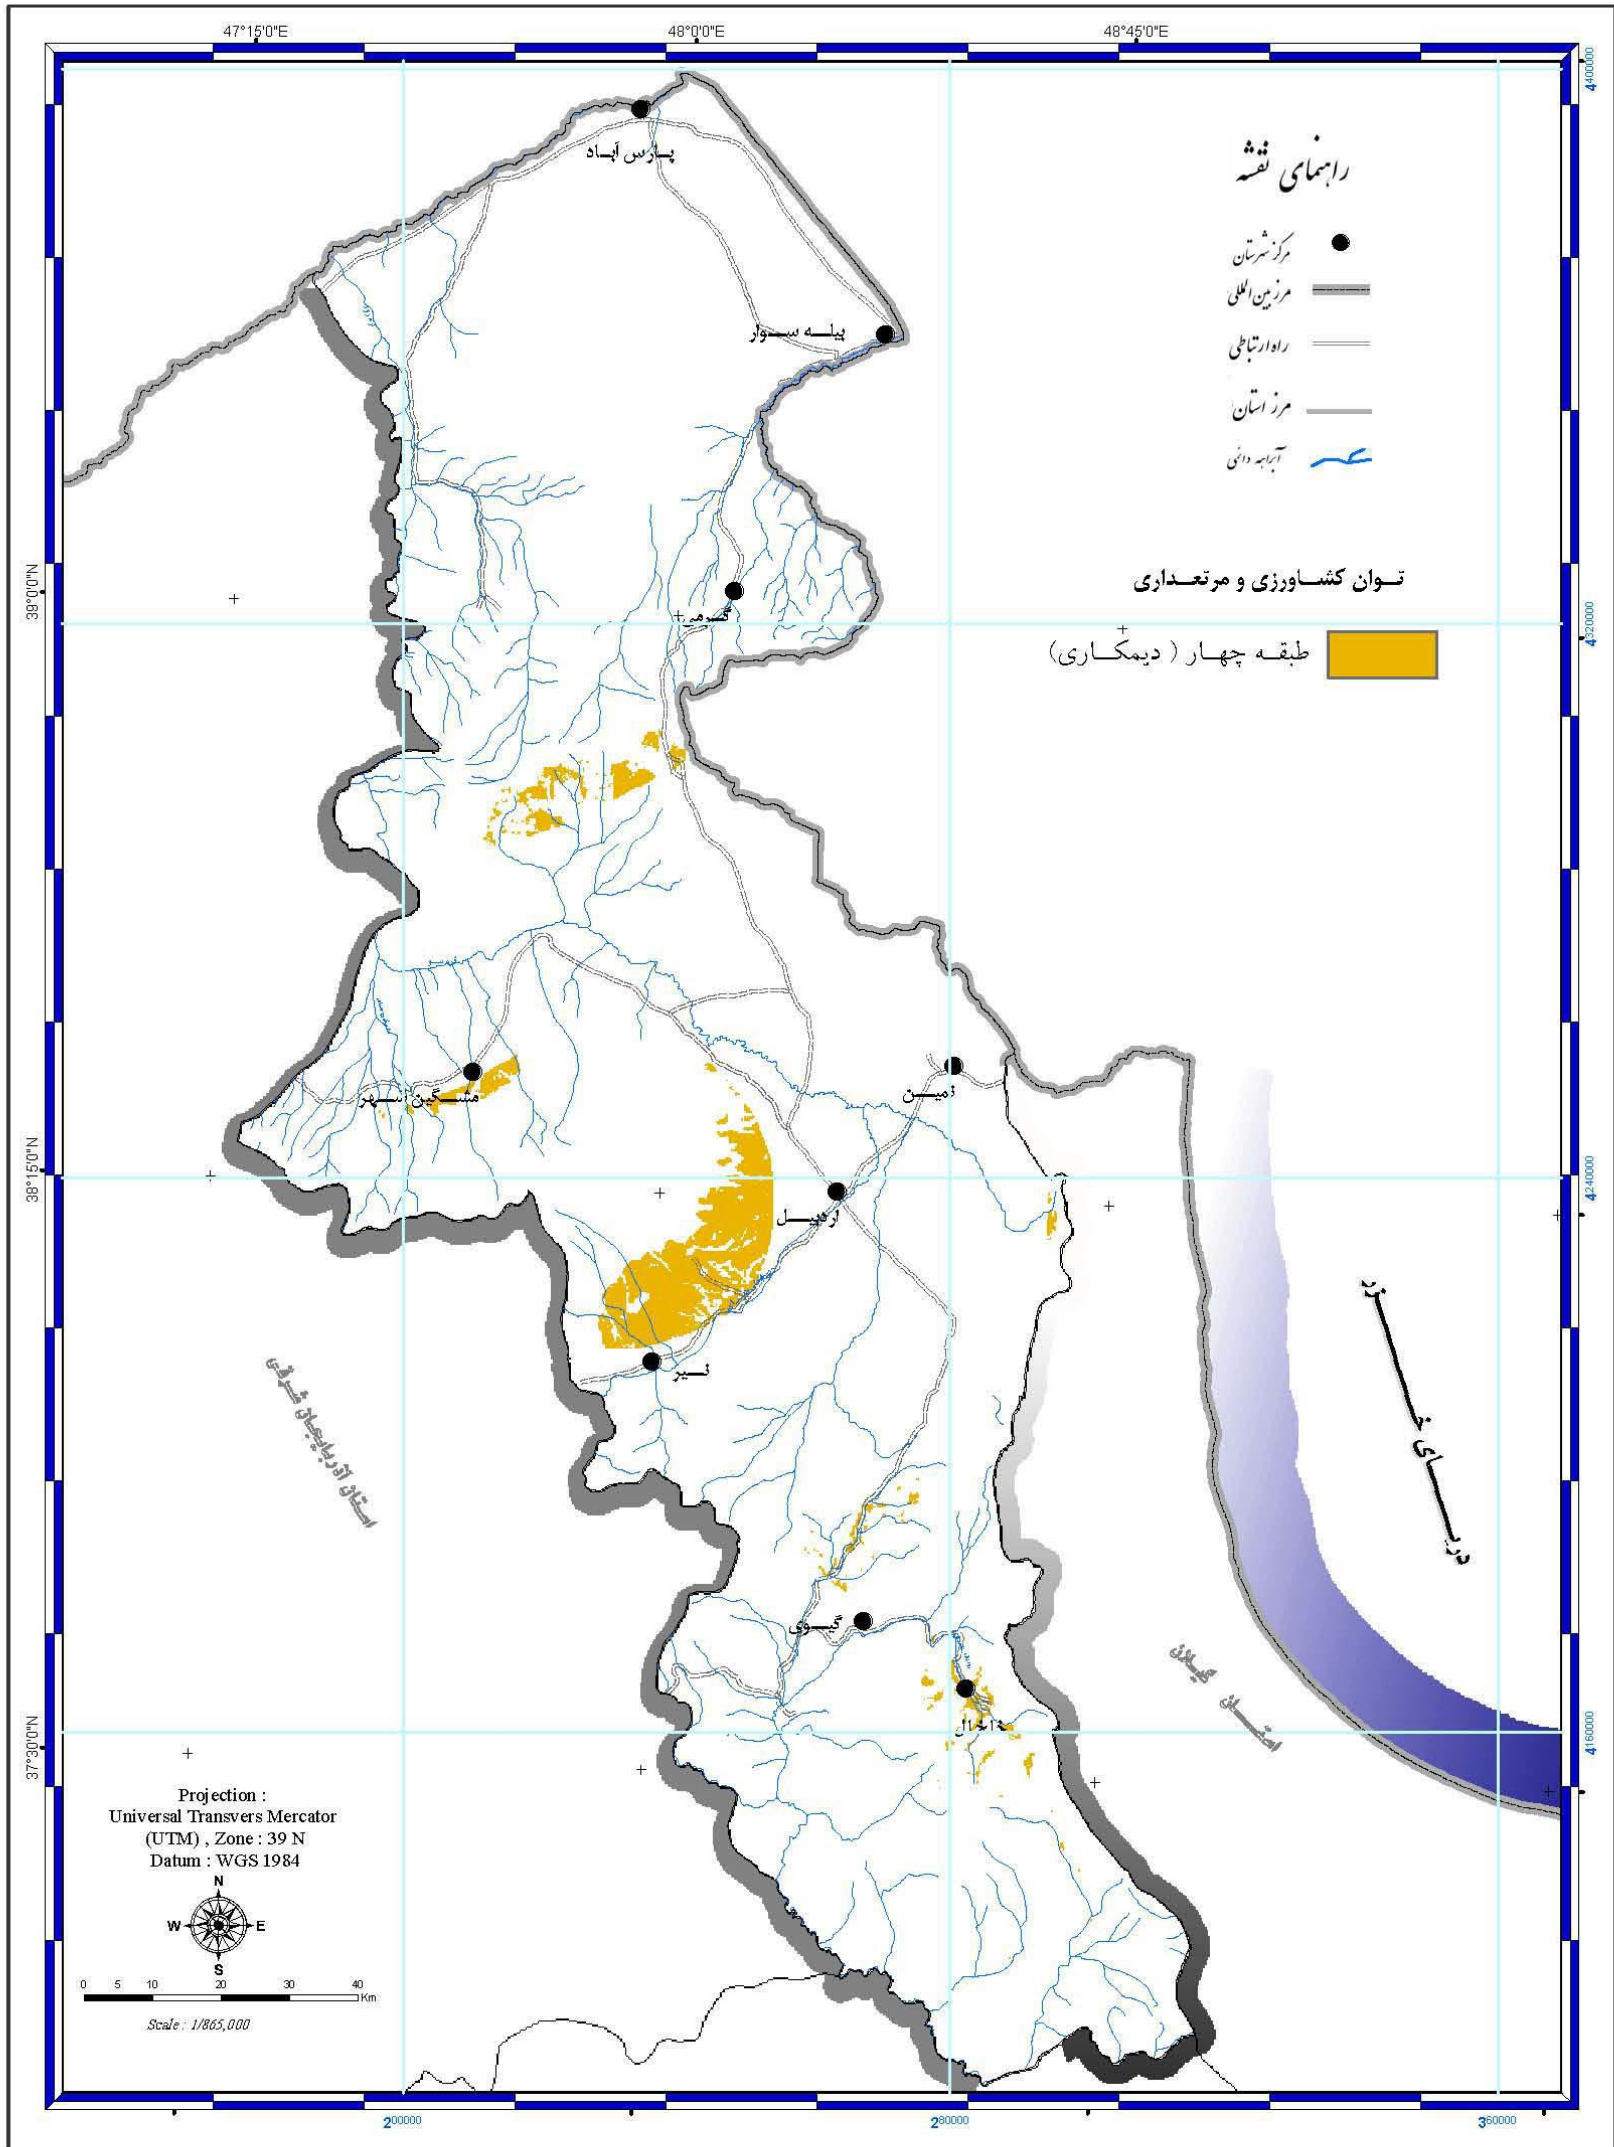 47°15'0"E
48°0'0"E
48°45'0"E
4400000
راهنمای نقشه
مرکز شهرستان
مرز بین المللی
راه ارتباطی
مرز استان
آبراهه دائمی
پارس آباد
پیله سوار
39°0'0"N
گرمی
4320000
توان کشاورزی و مرتعداری
طبقه چهار ( دیمکاری)
مشگین شهر
نمین
38°15'0"N
4240000
اردبیل
نیر
استان آذربایجان شرقی
دریای خزر
گیوی
خلخال
استان گیلان
37°30'0"N
4160000
Projection :
Universal Transvers Mercator
(UTM) , Zone : 39 N
Datum : WGS 1984
N
W E
S
0 5 10 20 30 40
Km
Scale : 1/865,000
200000
280000
360000